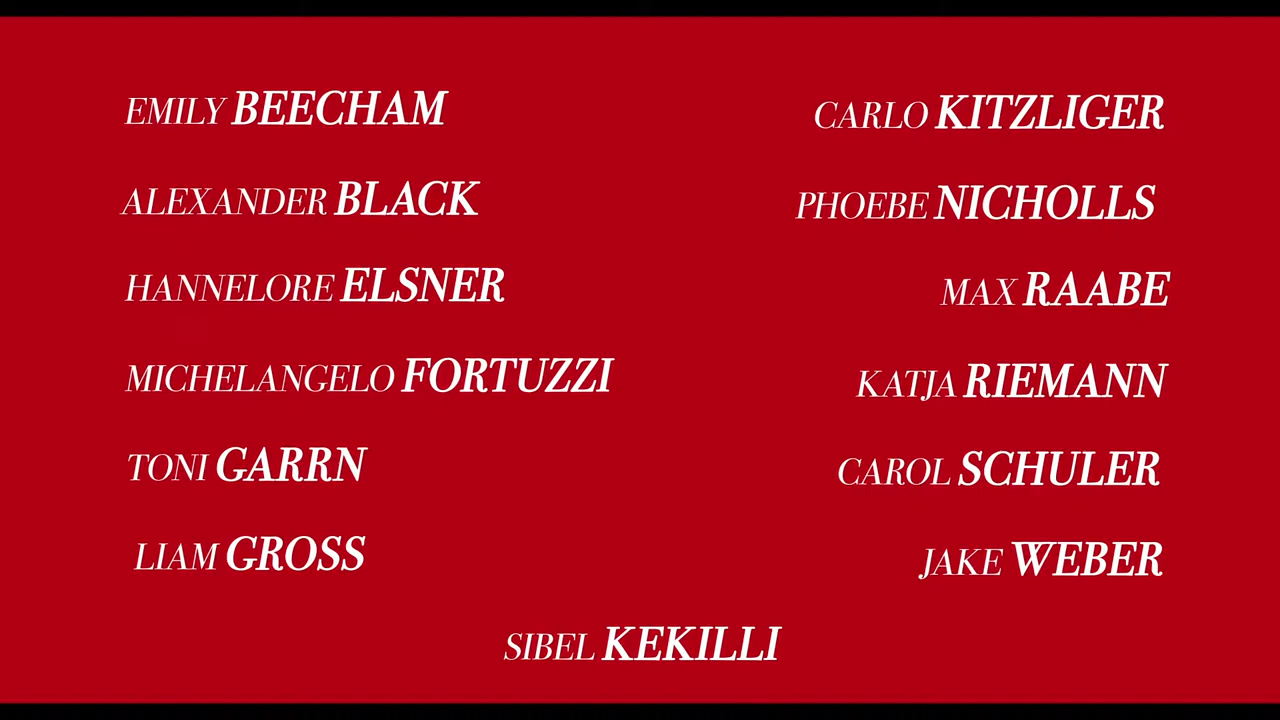 EMILY BEECHAM
ALEXANDER BLACK
HANNELORE ELSNER
MICHELANGELO FORTUZZI
TONI GARRN
LIAM GROSS
CARLO KITZLIGER
PHOEBE NICHOLLS
MAX RAABE
KATJA RIEMANN
CAROL SCHULER
JAKE WEBER
SIBEL KEKILLI